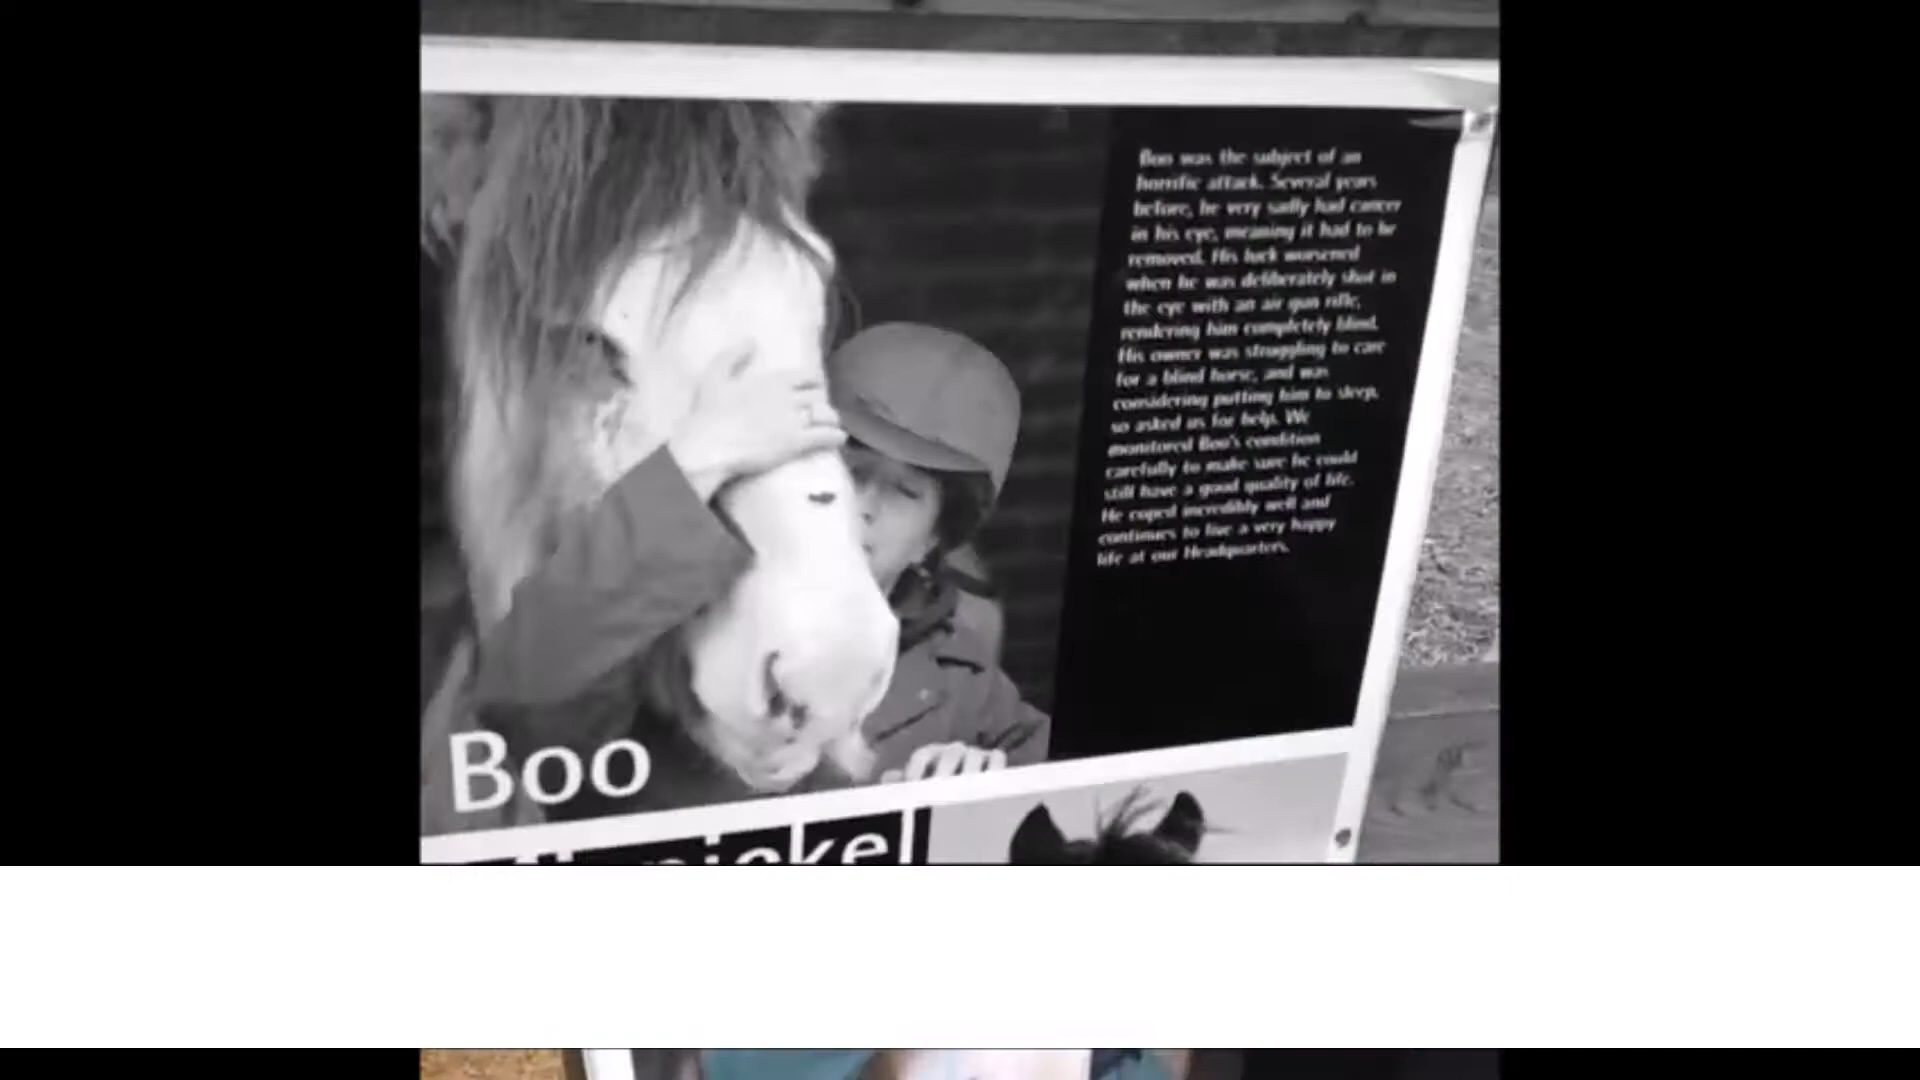 Boo was the subject of an
horrific attack. Several years
before, he very sadly had cancer
in his eye, meaning it had to be
removed. His luck worsened
when he was deliberately shot in
the eye with an air gun rifle,
rendering him completely blind.
His owner was struggling to care
for a blind horse, and was
considering putting him to sleep,
so asked us for help. We
monitored Boo's condition
carefully to make sure he could
still have a good quality of life.
He coped incredibly well and
continues to live a very happy
life at our Headquarters.
Boo